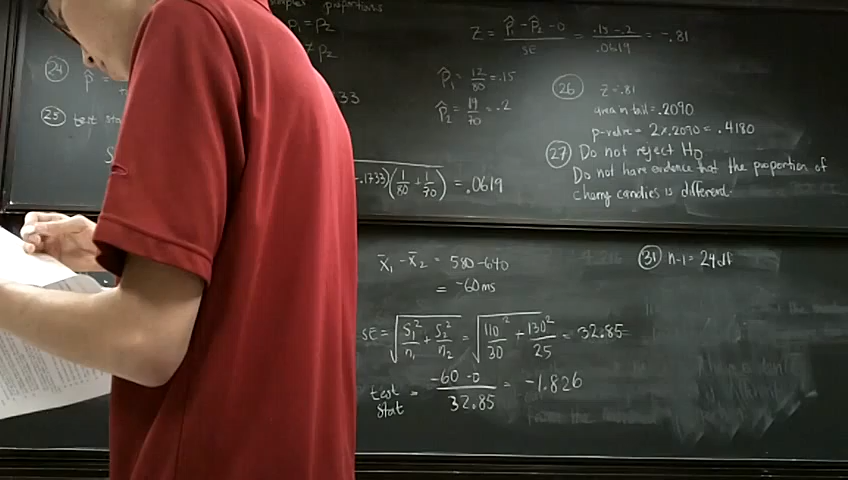 samples proportions
p₁ = p₂
≠ p₂
24
p̂ =
25 test sta
33
-.1733)(1/80 + 1/70) = .0619
Z = p̂₁ - p̂₂ - 0 / SE = .15 - .2 / .0619 = -.81
p̂₁ = 12/80 = .15
p̂₂ = 14/70 = .2
26 Z = .81
area in tail = .2090
p-value = 2 x .2090 = .4180
27 Do not reject H₀
Do not have evidence that the proportion of
cherry candies is different.
x̄₁ - x̄₂ = 580 - 640
= -60 ms
SE = √(S₁²/n₁ + S₂²/n₂) = √(110²/30 + 130²/25) = 32.85
test stat = -60 - 0 / 32.85 = -1.826
31 n-1 = 24 df